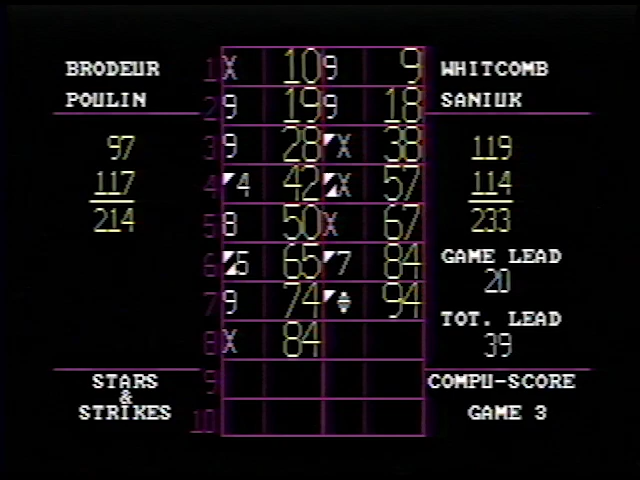 BRODEUR 1 X 10 9 9 WHITCOMB
POULIN 2 9 19 9 18 SANIUK
97 3 9 28 X 38 119
117 4 4 42 X 57 114
214 5 8 50 X 67 233
6 5 65 7 84 GAME LEAD
20
7 9 74 94 TOT. LEAD
8 X 84 39
STARS 9 COMPU-SCORE
&
STRIKES 10 GAME 3